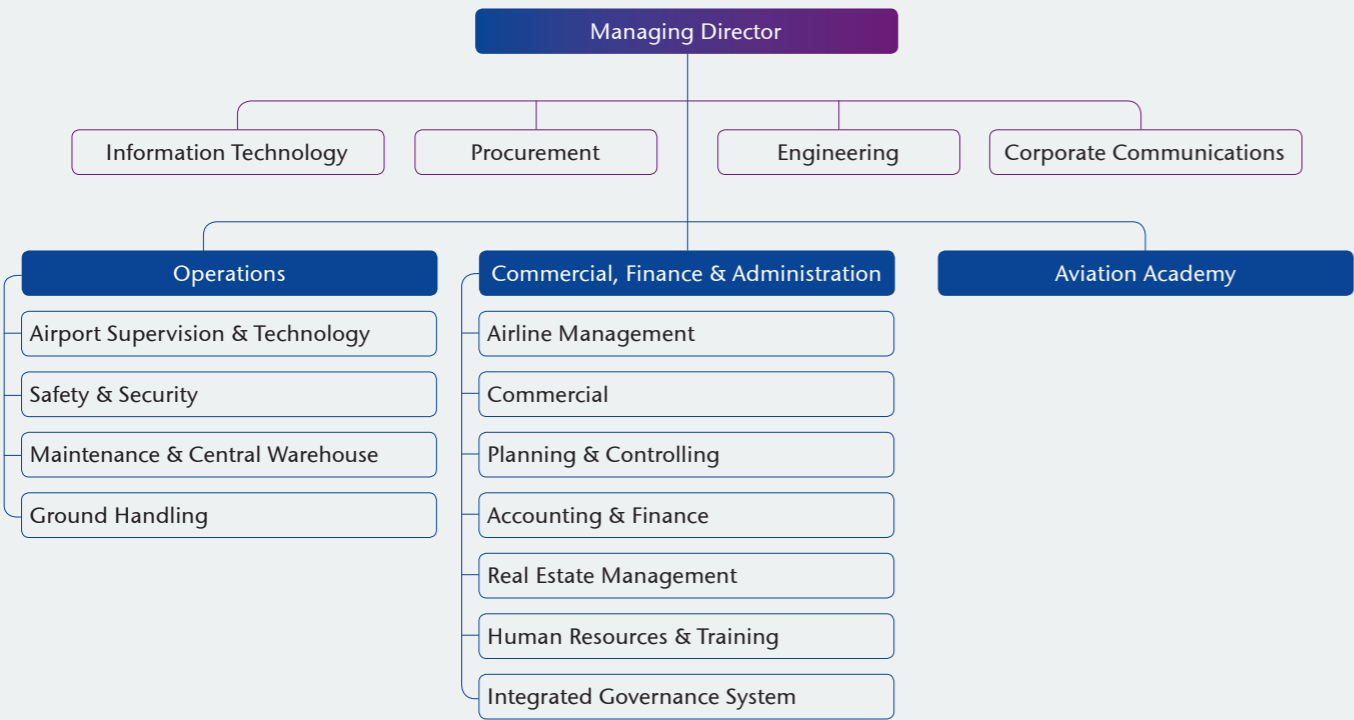 Managing Director
Information Technology
Procurement
Engineering
Corporate Communications
Operations
Airport Supervision & Technology
Safety & Security
Maintenance & Central Warehouse
Ground Handling
Commercial, Finance & Administration
Airline Management
Commercial
Planning & Controlling
Accounting & Finance
Real Estate Management
Human Resources & Training
Integrated Governance System
Aviation Academy